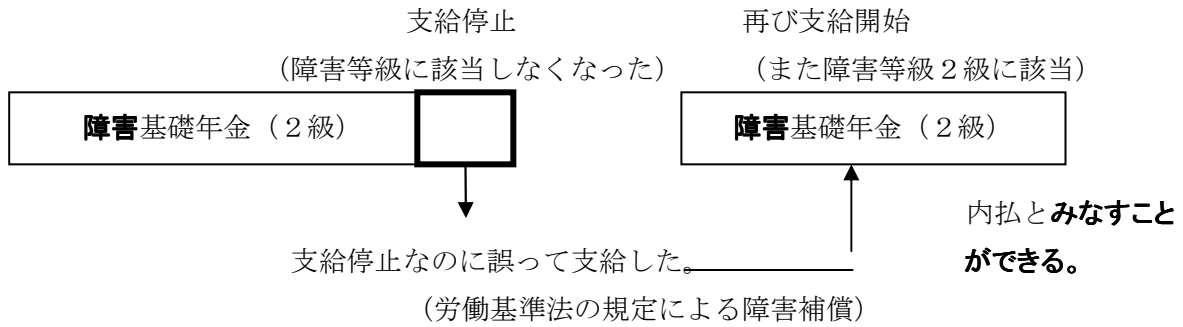 支給停止 再び支給開始
（障害等級に該当しなくなった） （また障害等級２級に該当）
障害基礎年金（２級） 障害基礎年金（２級）
内払とみなすこと
支給停止なのに誤って支給した。 ができる。
（労働基準法の規定による障害補償）